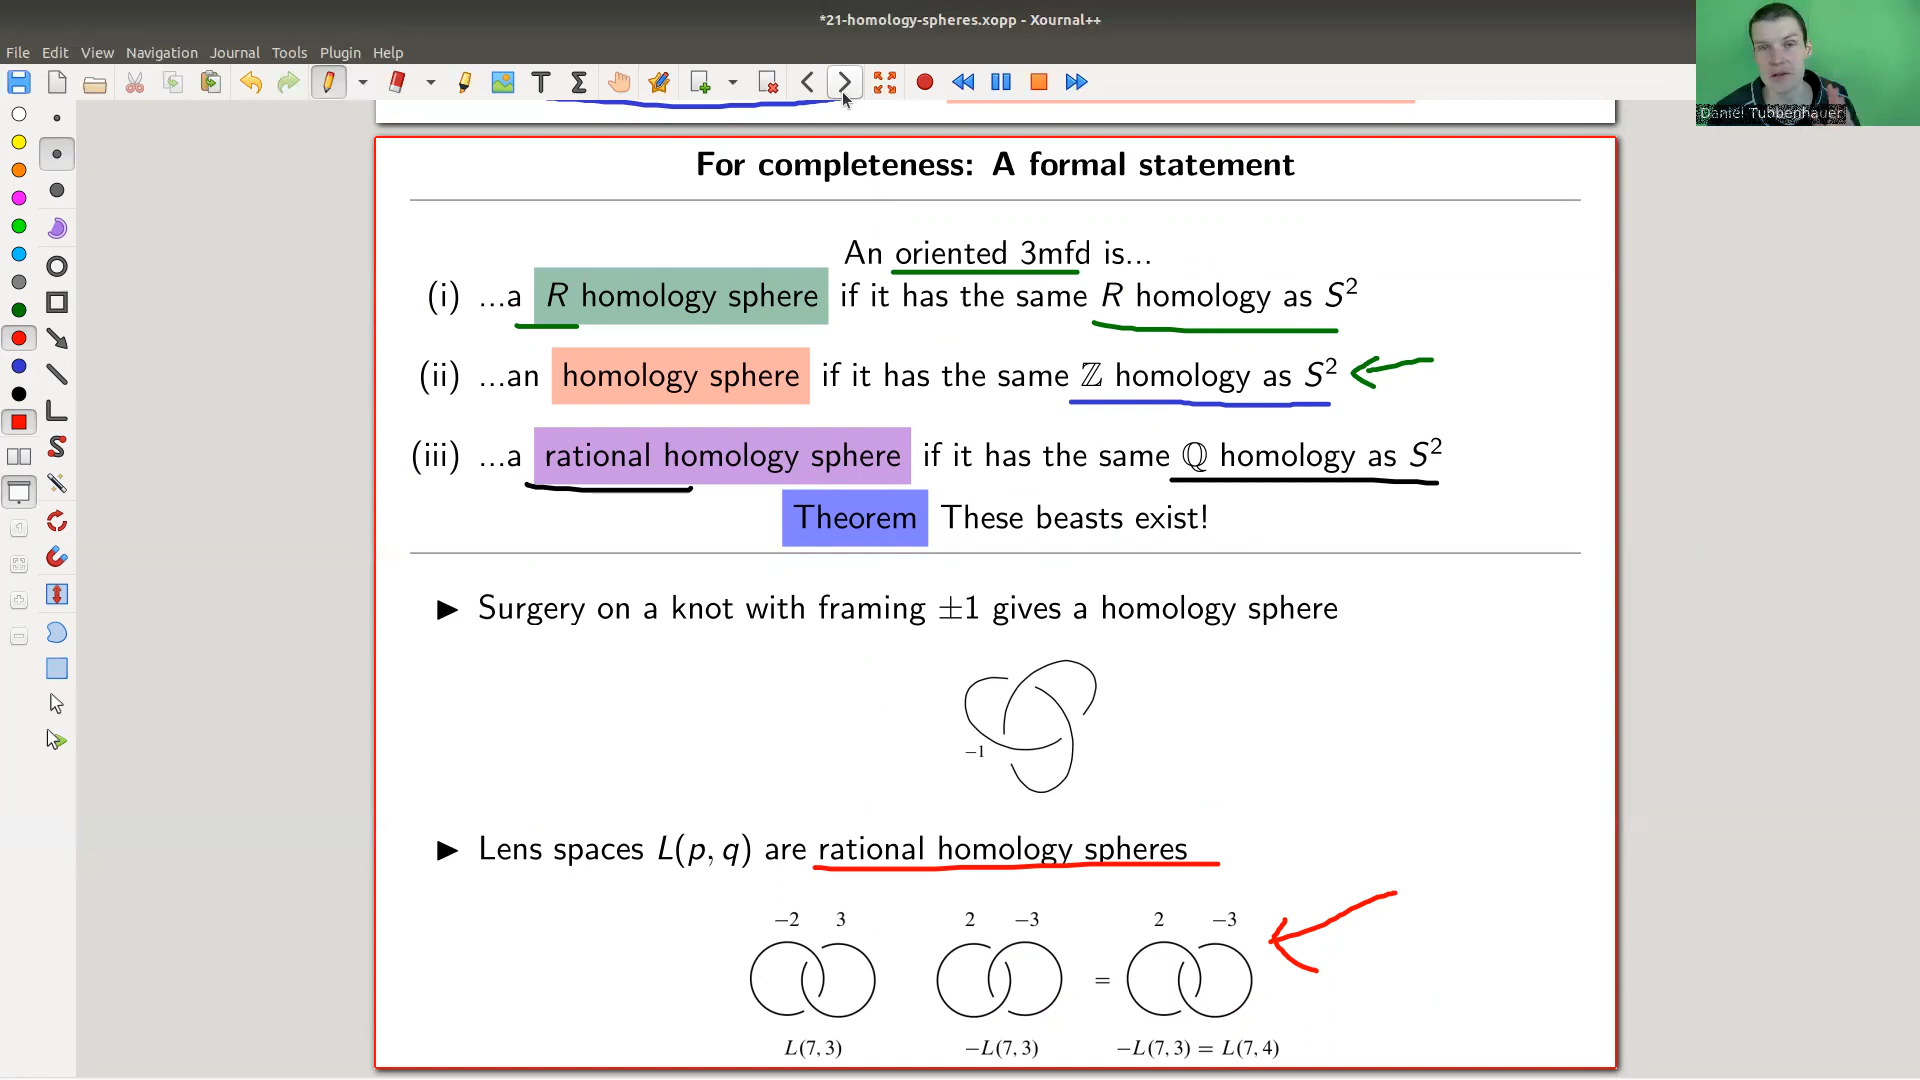 *21-homology-spheres.xopp - Xournal++
File Edit View Navigation Journal Tools Plugin Help
Daniel Tubbenhauer
For completeness: A formal statement
An oriented 3mfd is...
(i) ...a R homology sphere if it has the same R homology as S²
(ii) ...an homology sphere if it has the same ℤ homology as S²
(iii) ...a rational homology sphere if it has the same ℚ homology as S²
Theorem These beasts exist!
▶ Surgery on a knot with framing ±1 gives a homology sphere
−1
▶ Lens spaces L(p, q) are rational homology spheres
−2 3 2 −3 2 −3
=
L(7, 3) −L(7, 3) −L(7, 3) = L(7, 4)